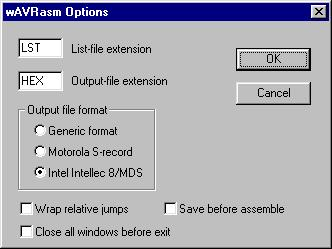 wAVRasm Options
LST List-file extension
OK
HEX Output-file extension
Cancel
Output file format
Generic format
Motorola S-record
Intel Intellec 8/MDS
Wrap relative jumps Save before assemble
Close all windows before exit